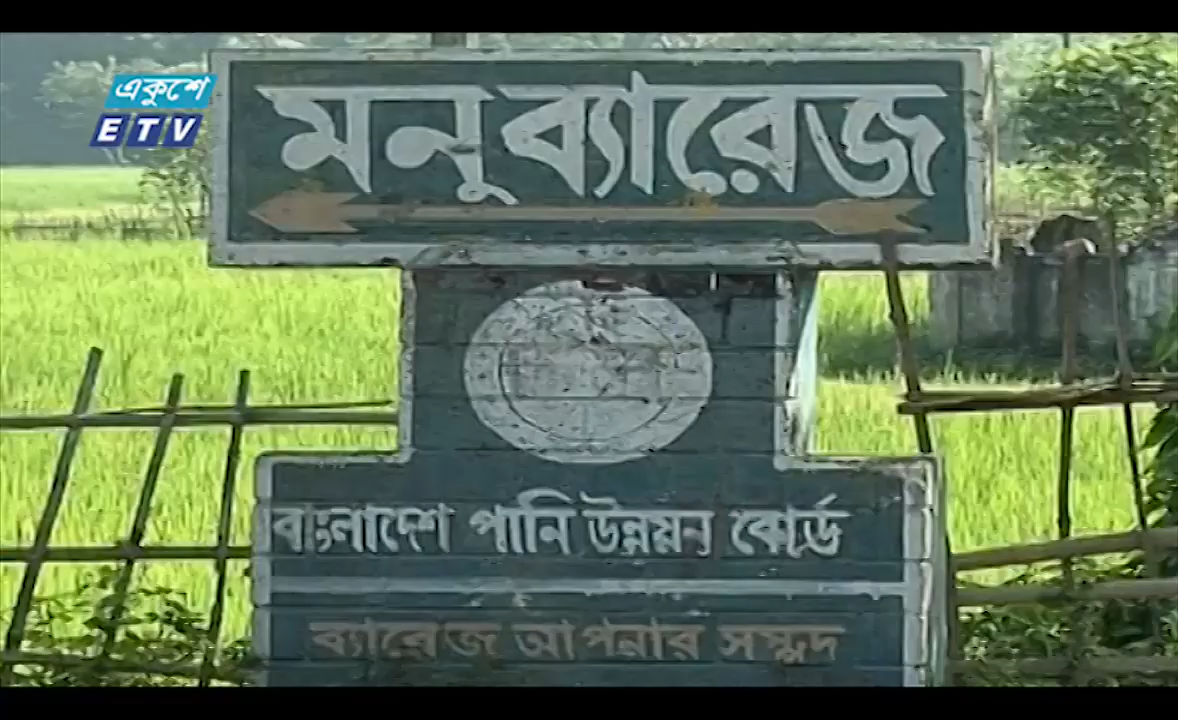 একুশে
ETV
মনু ব্যারেজ
বাংলাদেশ পানি উন্নয়ন বোর্ড
ব্যারেজ আপনার সম্পদ